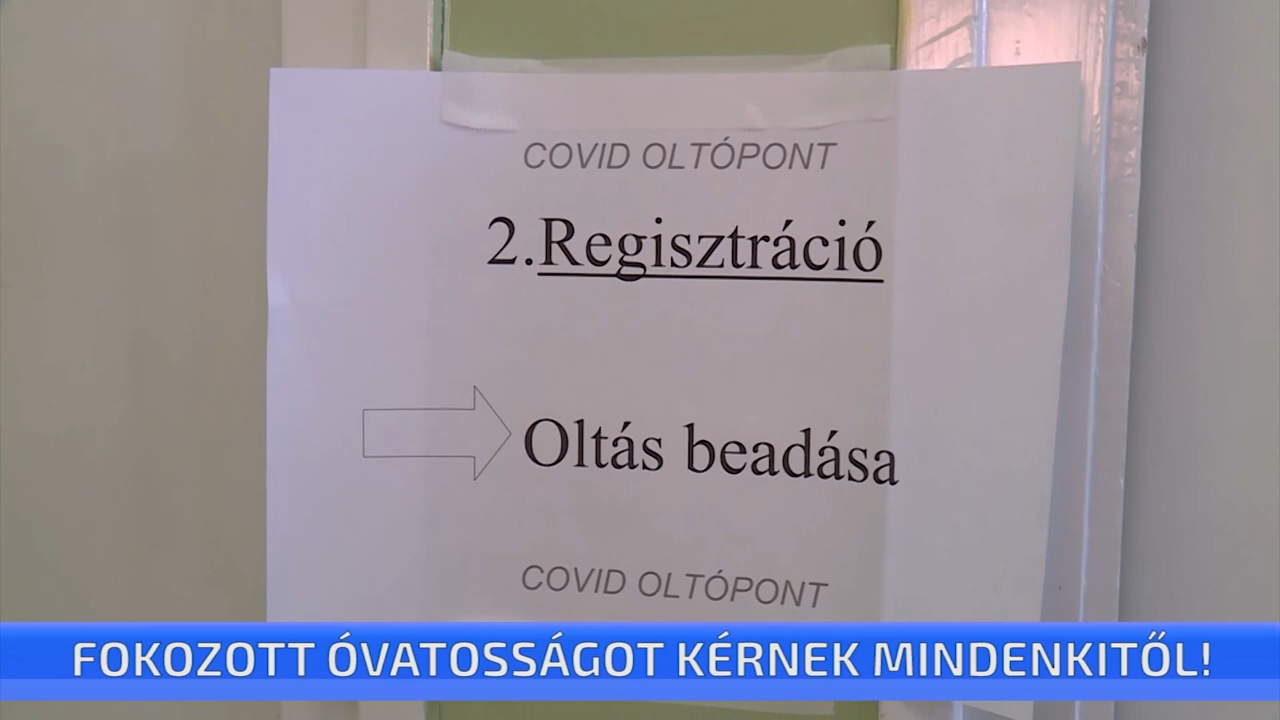 COVID OLTÓPONT
2.Regisztráció
Oltás beadása
COVID OLTÓPONT
FOKOZOTT ÓVATOSSÁGOT KÉRNEK MINDENKITŐL!